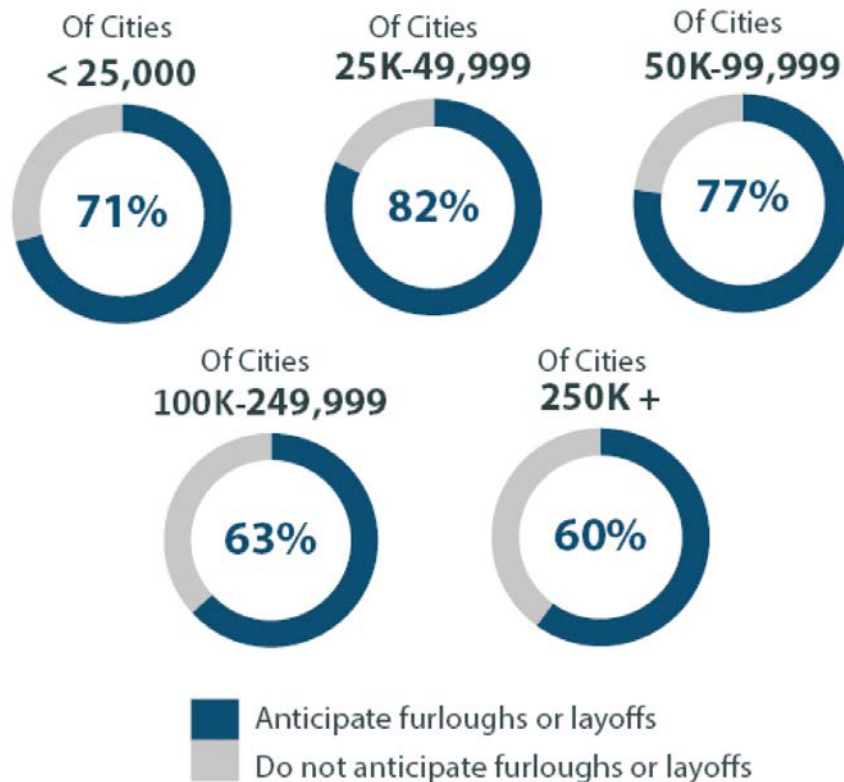 Of Cities
< 25,000
71%
Of Cities
25K-49,999
82%
Of Cities
50K-99,999
77%
Of Cities
100K-249,999
63%
Of Cities
250K +
60%
Anticipate furloughs or layoffs
Do not anticipate furloughs or layoffs